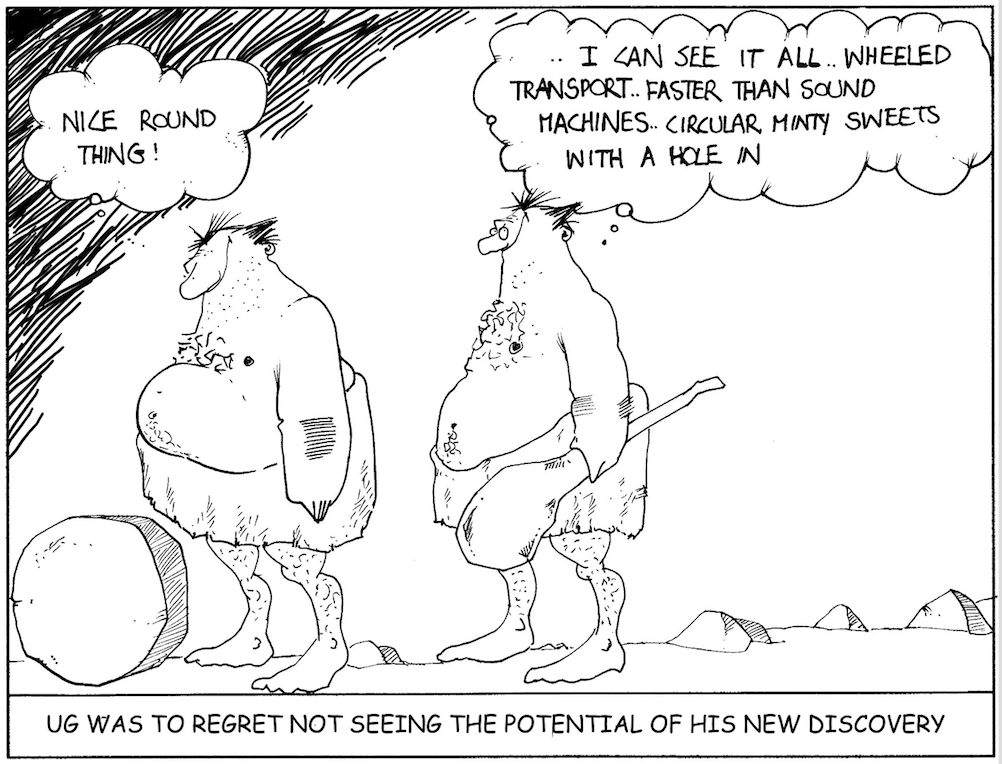 NICE ROUND
THING!
.. I CAN SEE IT ALL.. WHEELED
TRANSPORT.. FASTER THAN SOUND
MACHINES.. CIRCULAR MINTY SWEETS
WITH A HOLE IN
UG WAS TO REGRET NOT SEEING THE POTENTIAL OF HIS NEW DISCOVERY